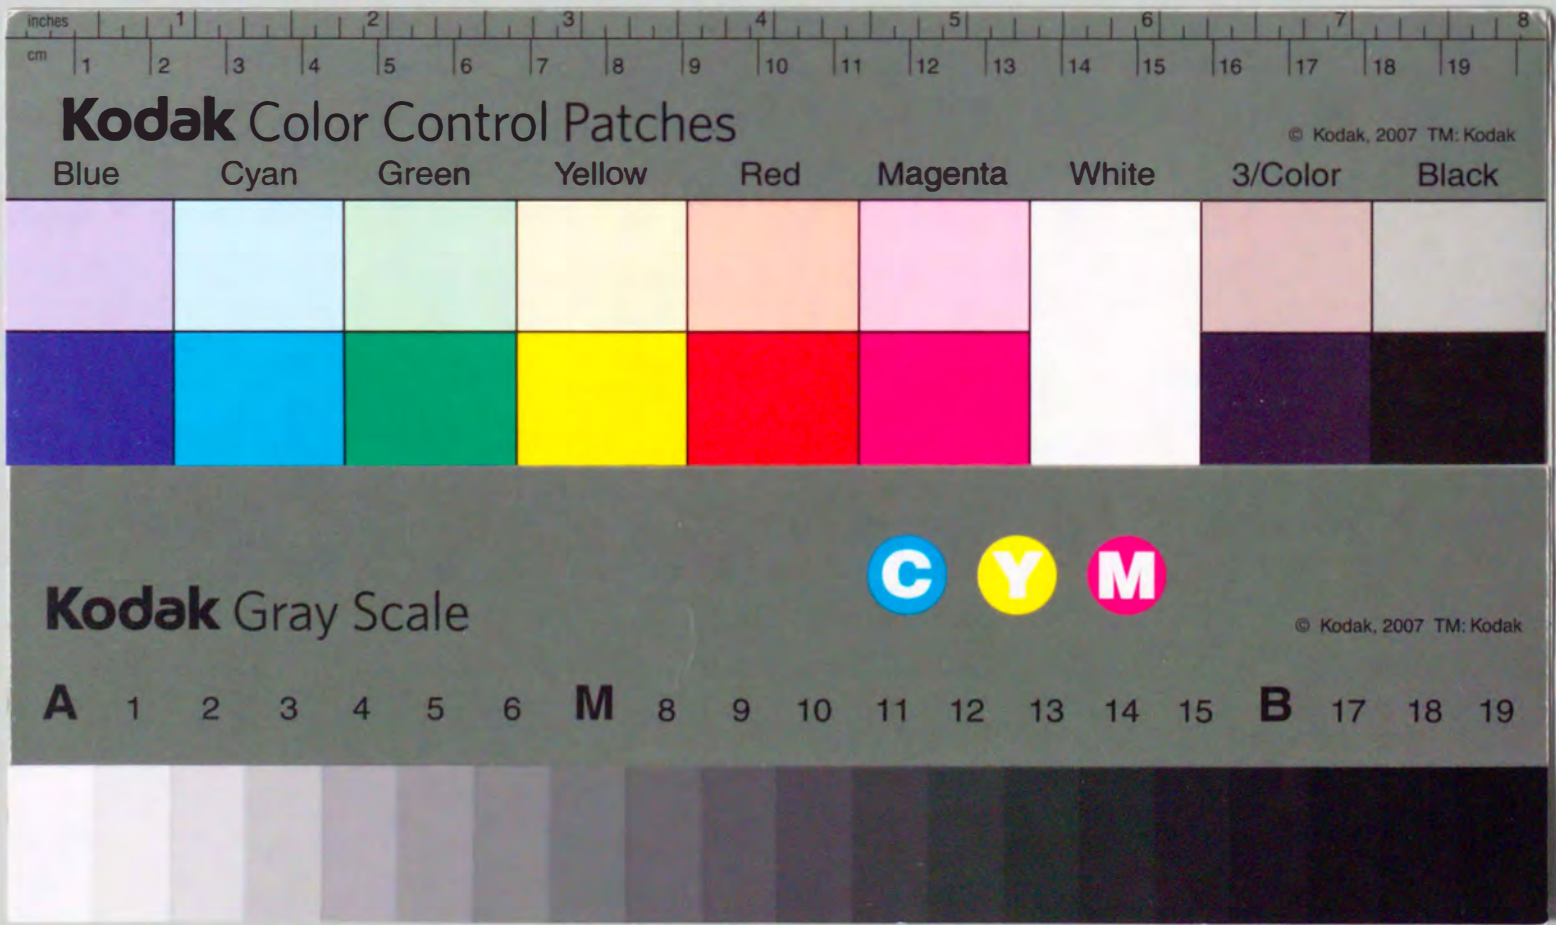 inches 1 2 3 4 5 6 7 8
cm 1 2 3 4 5 6 7 8 9 10 11 12 13 14 15 16 17 18 19
Kodak Color Control Patches
© Kodak, 2007 TM: Kodak
Blue Cyan Green Yellow Red Magenta White 3/Color Black
C Y M
Kodak Gray Scale
© Kodak, 2007 TM: Kodak
A 1 2 3 4 5 6 M 8 9 10 11 12 13 14 15 B 17 18 19